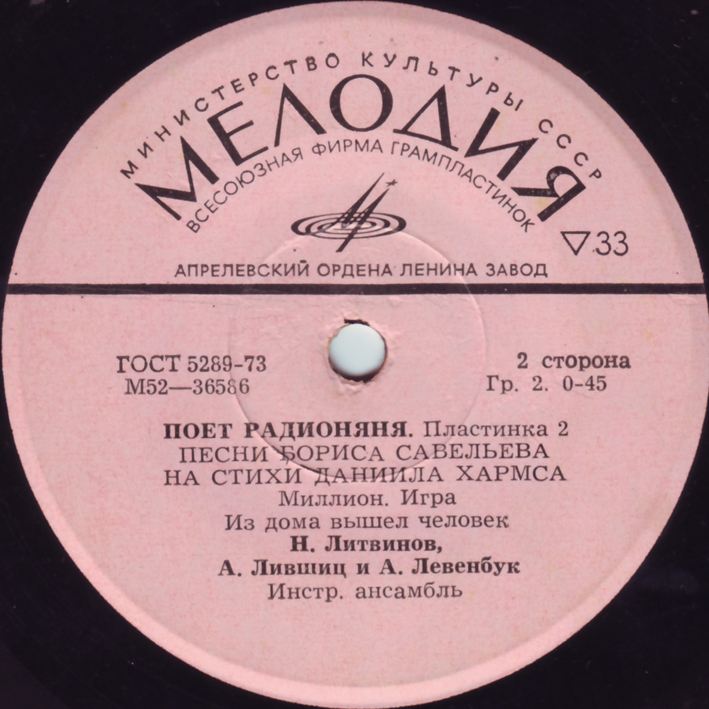 МИНИСТЕРСТВО КУЛЬТУРЫ СССР
МЕЛОДИЯ
ВСЕСОЮЗНАЯ ФИРМА ГРАМПЛАСТИНОК
▽33
АПРЕЛЕВСКИЙ ОРДЕНА ЛЕНИНА ЗАВОД
ГОСТ 5289-73
2 сторона
М52—36586
Гр. 2. 0-45
ПОЕТ РАДИОНЯНЯ. Пластинка 2
ПЕСНИ БОРИСА САВЕЛЬЕВА
НА СТИХИ ДАНИИЛА ХАРМСА
Миллион. Игра
Из дома вышел человек
Н. Литвинов,
А. Лившиц и А. Левенбук
Инстр. ансамбль